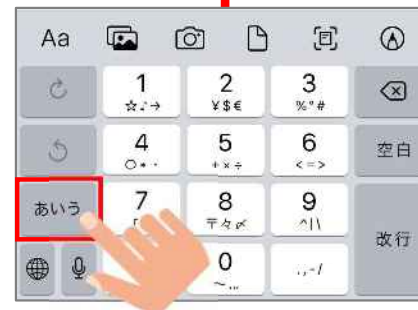 Aa
1 2 3
☆♪→ ¥$€ %°#
4 5 6 空白
○*・ +×÷ <=>
あいう 7 8 9
「 〒々〆 ^|\
改行
0
~… .,-/